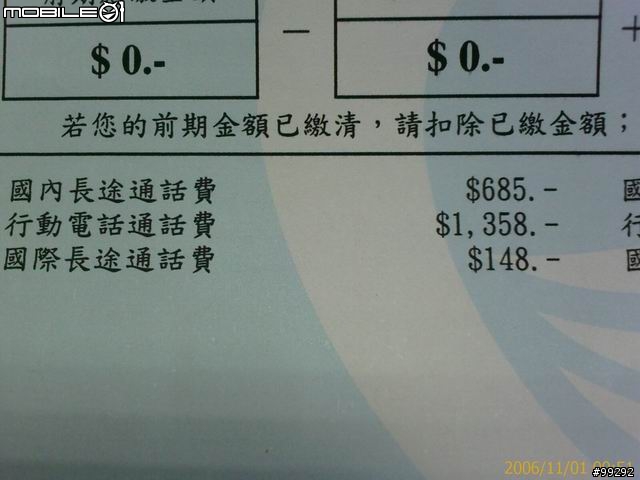 mobile01
$ 0.-
－
$ 0.-
＋
若您的前期金額已繳清，請扣除已繳金額；
國內長途通話費 $685.-
行動電話通話費 $1,358.-
國際長途通話費 $148.-
2006/11/01
#99292